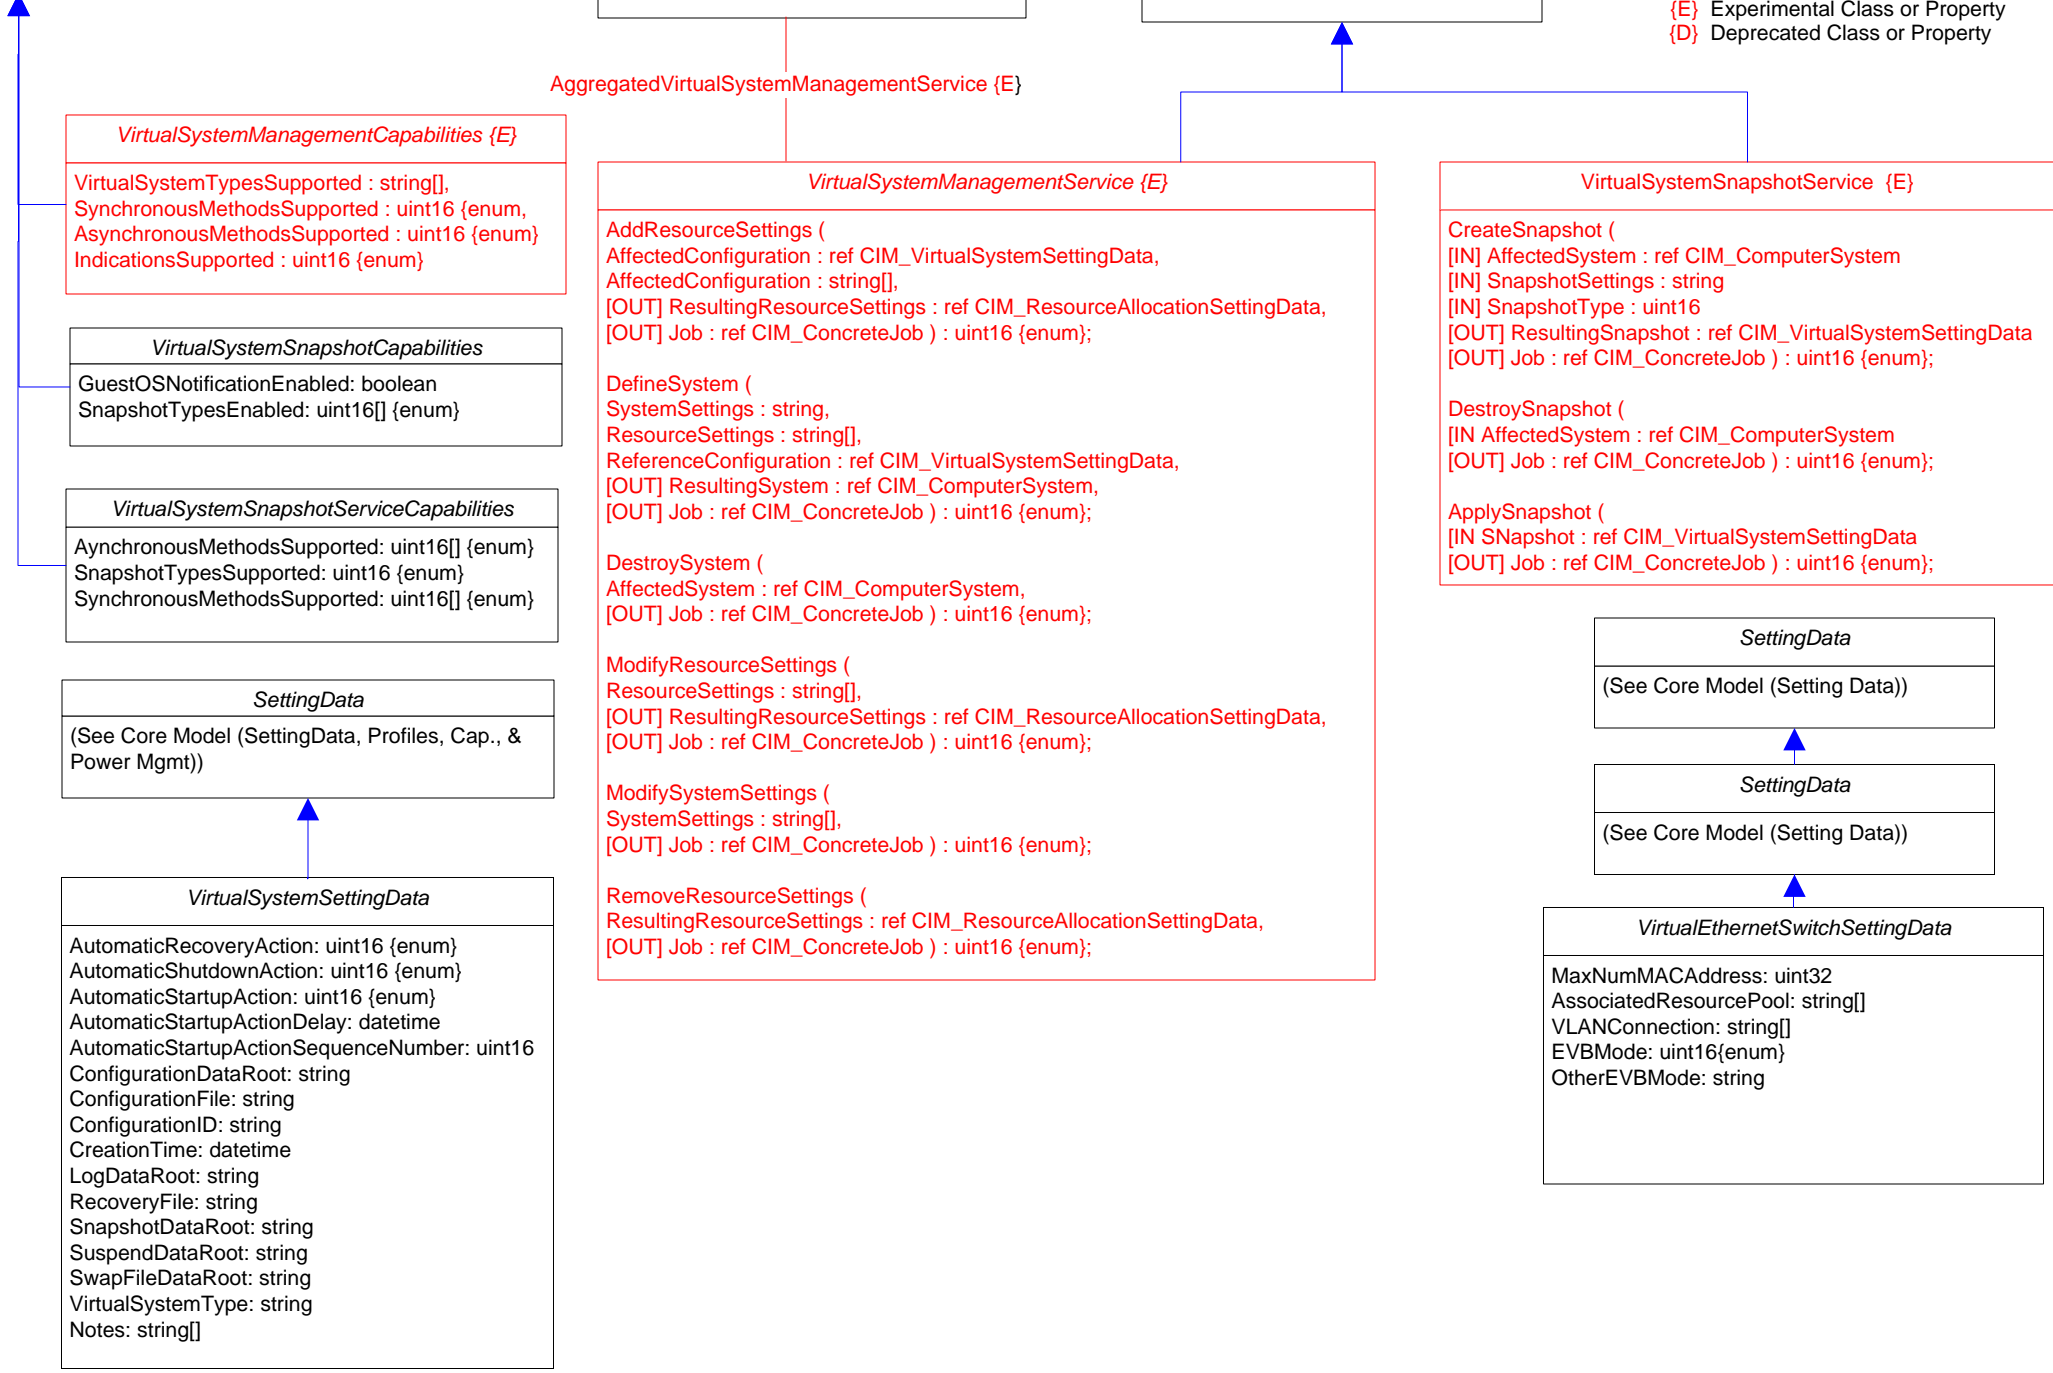 {E} Experimental Class or Property
{D} Deprecated Class or Property
AggregatedVirtualSystemManagementService {E}
VirtualSystemManagementCapabilities {E}
VirtualSystemTypesSupported : string[],
SynchronousMethodsSupported : uint16 {enum,
AsynchronousMethodsSupported : uint16 {enum}
IndicationsSupported : uint16 {enum}
VirtualSystemSnapshotCapabilities
GuestOSNotificationEnabled: boolean
SnapshotTypesEnabled: uint16[] {enum}
VirtualSystemSnapshotServiceCapabilities
AynchronousMethodsSupported: uint16[] {enum}
SnapshotTypesSupported: uint16 {enum}
SynchronousMethodsSupported: uint16[] {enum}
SettingData
(See Core Model (SettingData, Profiles, Cap., &
Power Mgmt))
VirtualSystemSettingData
AutomaticRecoveryAction: uint16 {enum}
AutomaticShutdownAction: uint16 {enum}
AutomaticStartupAction: uint16 {enum}
AutomaticStartupActionDelay: datetime
AutomaticStartupActionSequenceNumber: uint16
ConfigurationDataRoot: string
ConfigurationFile: string
ConfigurationID: string
CreationTime: datetime
LogDataRoot: string
RecoveryFile: string
SnapshotDataRoot: string
SuspendDataRoot: string
SwapFileDataRoot: string
VirtualSystemType: string
Notes: string[]
VirtualSystemManagementService {E}
AddResourceSettings (
AffectedConfiguration : ref CIM_VirtualSystemSettingData,
AffectedConfiguration : string[],
[OUT] ResultingResourceSettings : ref CIM_ResourceAllocationSettingData,
[OUT] Job : ref CIM_ConcreteJob ) : uint16 {enum};
DefineSystem (
SystemSettings : string,
ResourceSettings : string[],
ReferenceConfiguration : ref CIM_VirtualSystemSettingData,
[OUT] ResultingSystem : ref CIM_ComputerSystem,
[OUT] Job : ref CIM_ConcreteJob ) : uint16 {enum};
DestroySystem (
AffectedSystem : ref CIM_ComputerSystem,
[OUT] Job : ref CIM_ConcreteJob ) : uint16 {enum};
ModifyResourceSettings (
ResourceSettings : string[],
[OUT] ResultingResourceSettings : ref CIM_ResourceAllocationSettingData,
[OUT] Job : ref CIM_ConcreteJob ) : uint16 {enum};
ModifySystemSettings (
SystemSettings : string[],
[OUT] Job : ref CIM_ConcreteJob ) : uint16 {enum};
RemoveResourceSettings (
ResultingResourceSettings : ref CIM_ResourceAllocationSettingData,
[OUT] Job : ref CIM_ConcreteJob ) : uint16 {enum};
VirtualSystemSnapshotService {E}
CreateSnapshot (
[IN] AffectedSystem : ref CIM_ComputerSystem
[IN] SnapshotSettings : string
[IN] SnapshotType : uint16
[OUT] ResultingSnapshot : ref CIM_VirtualSystemSettingData
[OUT] Job : ref CIM_ConcreteJob ) : uint16 {enum};
DestroySnapshot (
[IN AffectedSystem : ref CIM_ComputerSystem
[OUT] Job : ref CIM_ConcreteJob ) : uint16 {enum};
ApplySnapshot (
[IN SNapshot : ref CIM_VirtualSystemSettingData
[OUT] Job : ref CIM_ConcreteJob ) : uint16 {enum};
SettingData
(See Core Model (Setting Data))
SettingData
(See Core Model (Setting Data))
VirtualEthernetSwitchSettingData
MaxNumMACAddress: uint32
AssociatedResourcePool: string[]
VLANConnection: string[]
EVBMode: uint16{enum}
OtherEVBMode: string